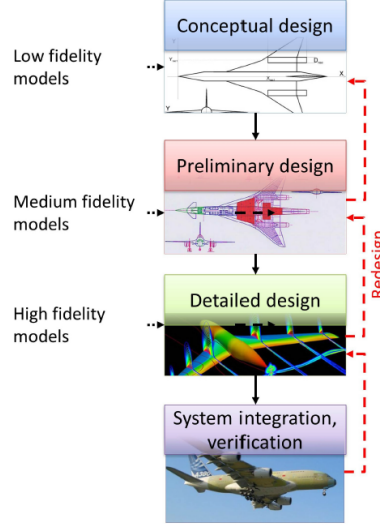 Conceptual design
Low fidelity
models
X
Y
Preliminary design
Medium fidelity
models
Redesign
Detailed design
High fidelity
models
System integration,
verification